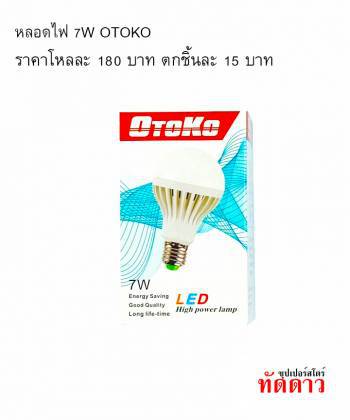 หลอดไฟ 7W OTOKO
ราคาโหลละ 180 บาท ตกชิ้นละ 15 บาท
OTOKO
7W
Energy Saving
Good Quality
Long life-time
LED
High power lamp
ซุปเปอร์สโตร์
ทัดดาว